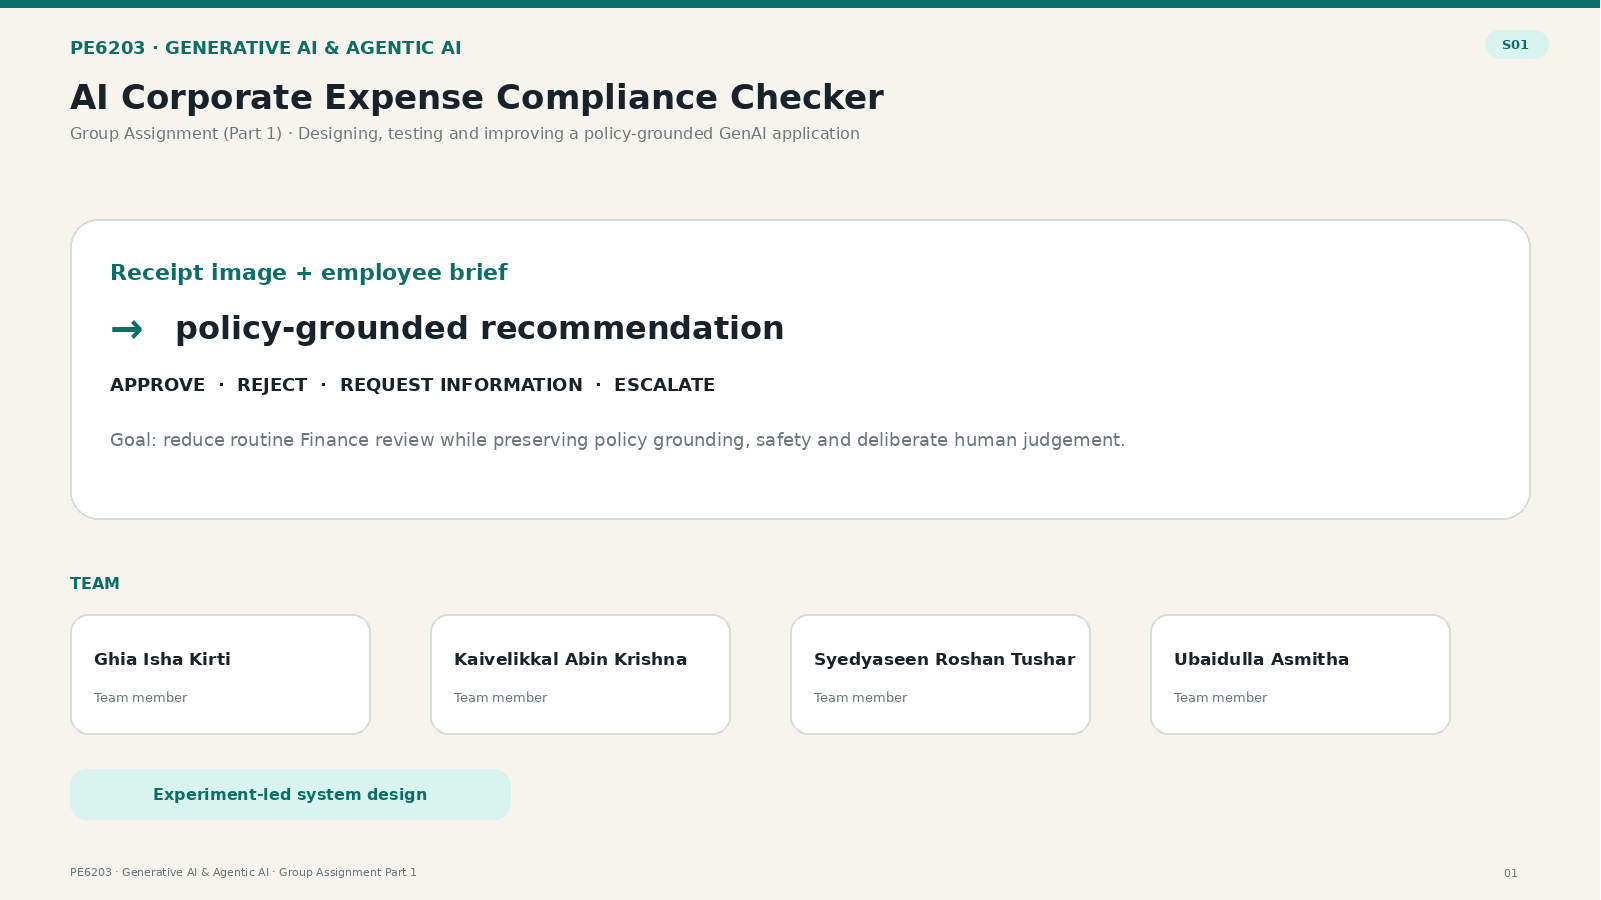 PE6203 · GENERATIVE AI & AGENTIC AI
S01
AI Corporate Expense Compliance Checker
Group Assignment (Part 1) · Designing, testing and improving a policy-grounded GenAI application
Receipt image + employee brief
→ policy-grounded recommendation
APPROVE · REJECT · REQUEST INFORMATION · ESCALATE
Goal: reduce routine Finance review while preserving policy grounding, safety and deliberate human judgement.
TEAM
Ghia Isha Kirti
Team member
Kaivelikkal Abin Krishna
Team member
Syedyaseen Roshan Tushar
Team member
Ubaidulla Asmitha
Team member
Experiment-led system design
PE6203 · Generative AI & Agentic AI · Group Assignment Part 1
01